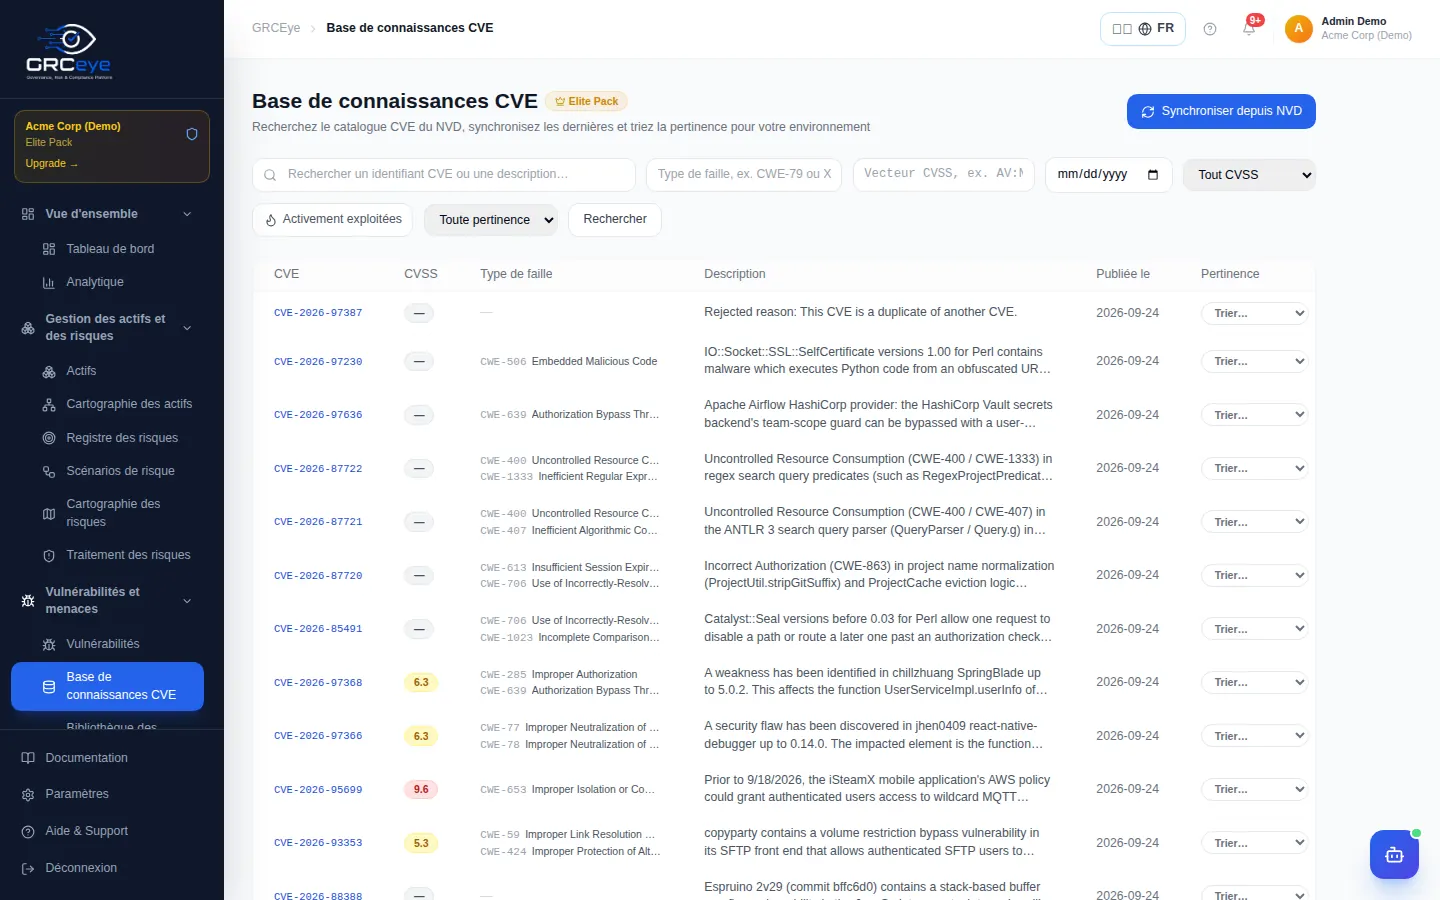 GRCeye
Governance, Risk & Compliance Platform
Acme Corp (Demo)
Elite Pack
Upgrade →
Vue d'ensemble
Tableau de bord
Analytique
Gestion des actifs et
des risques
Actifs
Cartographie des actifs
Registre des risques
Scénarios de risque
Cartographie des
risques
Traitement des risques
Vulnérabilités et
menaces
Vulnérabilités
Base de
connaissances CVE
Bibliothèque des
Documentation
Paramètres
Aide & Support
Déconnexion
GRCEye > Base de connaissances CVE
FR
9+
A
Admin Demo
Acme Corp (Demo)
Base de connaissances CVE
Elite Pack
Recherchez le catalogue CVE du NVD, synchronisez les dernières et triez la pertinence pour votre environnement
Synchroniser depuis NVD
Rechercher un identifiant CVE ou une description…
Type de faille, ex. CWE-79 ou X
Vecteur CVSS, ex. AV:N
mm/dd/yyyy
Tout CVSS
Activement exploitées
Toute pertinence
Rechercher
CVE CVSS Type de faille Description Publiée le Pertinence
CVE-2026-97387 — — Rejected reason: This CVE is a duplicate of another CVE. 2026-09-24 Trier…
CVE-2026-97230 — CWE-506 Embedded Malicious Code IO::Socket::SSL::SelfCertificate versions 1.00 for Perl contains
malware which executes Python code from an obfuscated UR… 2026-09-24 Trier…
CVE-2026-97636 — CWE-639 Authorization Bypass Thr… Apache Airflow HashiCorp provider: the HashiCorp Vault secrets
backend's team-scope guard can be bypassed with a user-… 2026-09-24 Trier…
CVE-2026-87722 — CWE-400 Uncontrolled Resource C… Uncontrolled Resource Consumption (CWE-400 / CWE-1333) in
CWE-1333 Inefficient Regular Expr… regex search query predicates (such as RegexProjectPredicat… 2026-09-24 Trier…
CVE-2026-87721 — CWE-400 Uncontrolled Resource C… Uncontrolled Resource Consumption (CWE-400 / CWE-407) in
CWE-407 Inefficient Algorithmic Co… the ANTLR 3 search query parser (QueryParser / Query.g) in… 2026-09-24 Trier…
CVE-2026-87720 — CWE-613 Insufficient Session Expir… Incorrect Authorization (CWE-863) in project name normalization
CWE-706 Use of Incorrectly-Resolv… (ProjectUtil.stripGitSuffix) and ProjectCache eviction logic… 2026-09-24 Trier…
CVE-2026-85491 — CWE-706 Use of Incorrectly-Resolv… Catalyst::Seal versions before 0.03 for Perl allow one request to
CWE-1023 Incomplete Comparison… disable a path or route a later one past an authorization check… 2026-09-24 Trier…
CVE-2026-97368 6.3 CWE-285 Improper Authorization A weakness has been identified in chillzhuang SpringBlade up
CWE-639 Authorization Bypass Thr… to 5.0.2. This affects the function UserServiceImpl.userInfo of… 2026-09-24 Trier…
CVE-2026-97366 6.3 CWE-77 Improper Neutralization of … A security flaw has been discovered in jhen0409 react-native-
CWE-78 Improper Neutralization of … debugger up to 0.14.0. The impacted element is the function… 2026-09-24 Trier…
CVE-2026-95699 9.6 CWE-653 Improper Isolation or Co… Prior to 9/18/2026, the iSteamX mobile application's AWS policy
could grant authenticated users access to wildcard MQTT… 2026-09-24 Trier…
CVE-2026-93353 5.3 CWE-59 Improper Link Resolution … copyparty contains a volume restriction bypass vulnerability in
CWE-424 Improper Protection of Alt… its SFTP front end that allows authenticated SFTP users to… 2026-09-24 Trier…
CVE-2026-88388 — — Espruino 2v29 (commit bffc6d0) contains a stack-based buffer
2026-09-24 Trier…